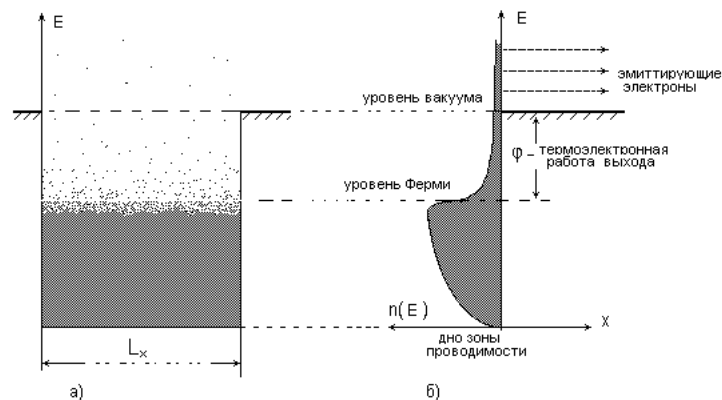 E
E
эмиттирующие
электроны
уровень вакуума
φ - термоэлектронная
работа выхода
уровень Ферми
n(E)
X
дно зоны
проводимости
Lx
а)
б)